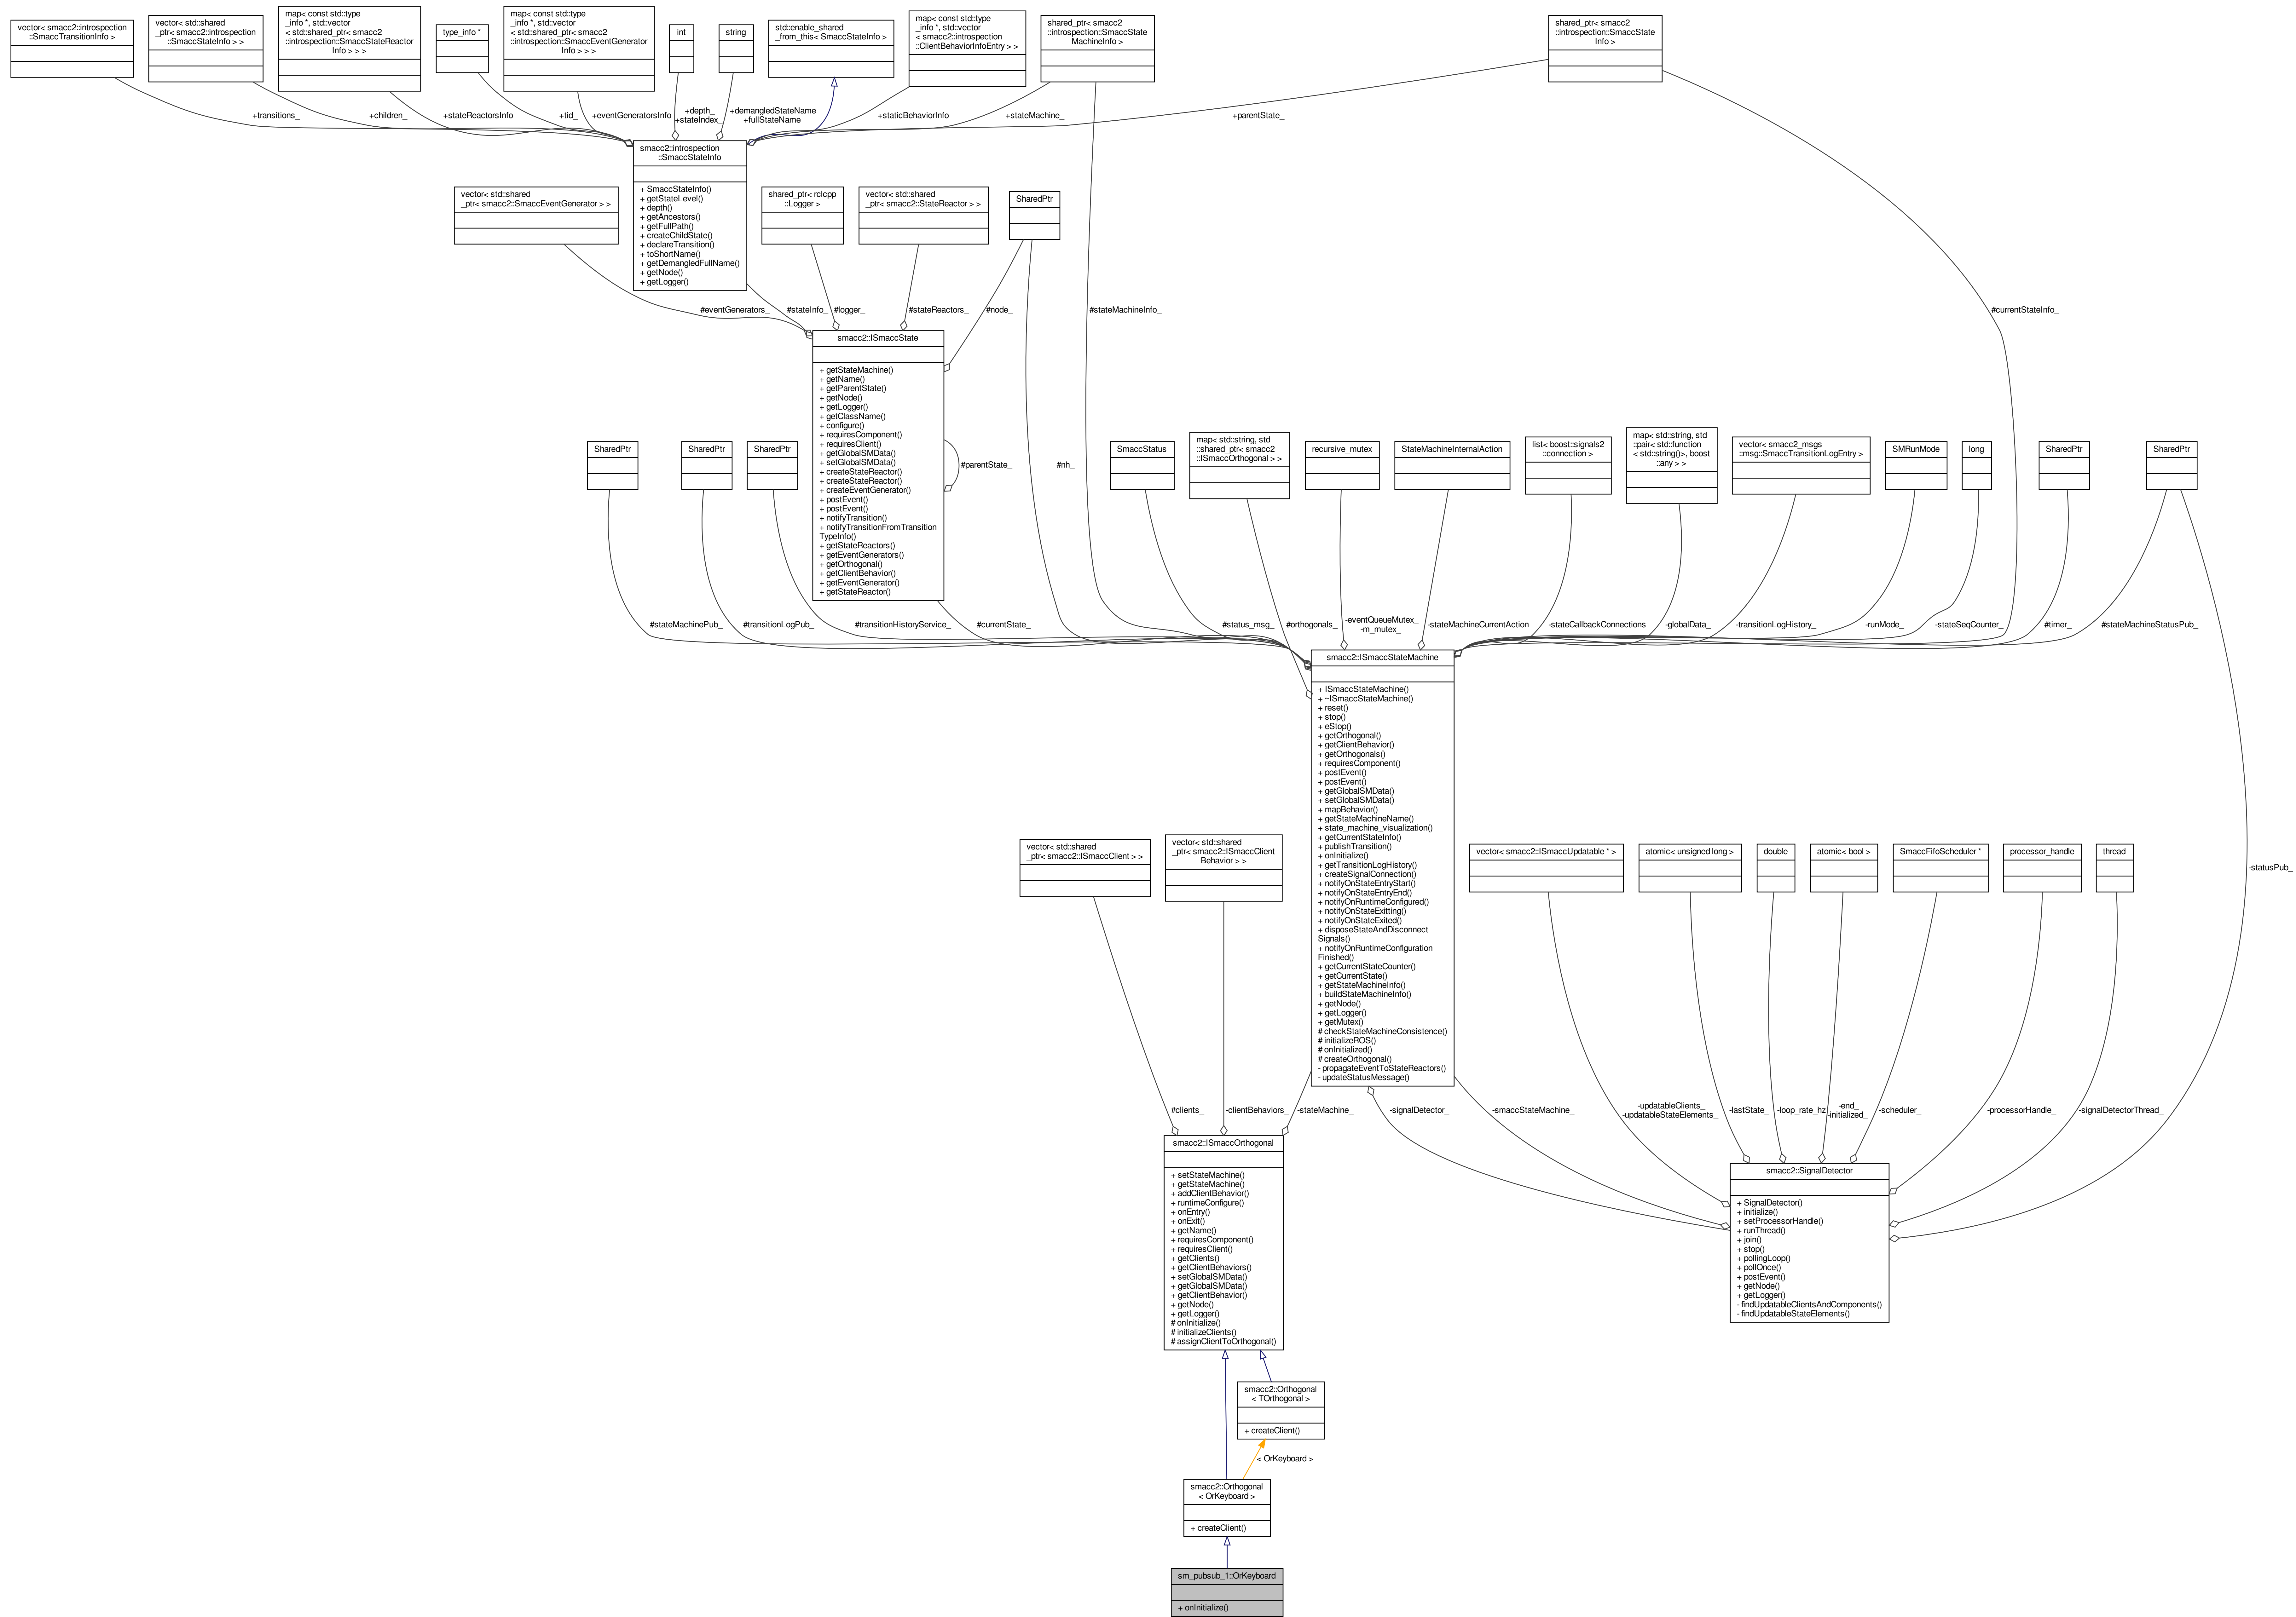 vector< smacc2::introspection
::SmaccTransitionInfo >
vector< std::shared
_ptr< smacc2::introspection
::SmaccStateInfo > >
map< const std::type
_info *, std::vector
< std::shared_ptr< smacc2
::introspection::SmaccStateReactor
Info > > >
type_info *
map< const std::type
_info *, std::vector
< std::shared_ptr< smacc2
::introspection::SmaccEventGenerator
Info > > >
int
string
std::enable_shared
_from_this< SmaccStateInfo >
map< const std::type
_info *, std::vector
< smacc2::introspection
::ClientBehaviorInfoEntry > >
shared_ptr< smacc2
::introspection::SmaccState
MachineInfo >
shared_ptr< smacc2
::introspection::SmaccState
Info >
+transitions_
+children_
+stateReactorsInfo
+tid_
+eventGeneratorsInfo
+depth_
+stateIndex_
+demangledStateName
+fullStateName
+staticBehaviorInfo
+stateMachine_
+parentState_
smacc2::introspection
::SmaccStateInfo
+ SmaccStateInfo()
+ getStateLevel()
+ depth()
+ getAncestors()
+ getFullPath()
+ createChildState()
+ declareTransition()
+ toShortName()
+ getDemangledFullName()
+ getNode()
+ getLogger()
vector< std::shared
_ptr< smacc2::SmaccEventGenerator > >
shared_ptr< rclcpp
::Logger >
vector< std::shared
_ptr< smacc2::StateReactor > >
SharedPtr
#eventGenerators_
#stateInfo_
#logger_
#stateReactors_
#node_
#stateMachineInfo_
#currentStateInfo_
smacc2::ISmaccState
+ getStateMachine()
+ getName()
+ getParentState()
+ getNode()
+ getLogger()
+ getClassName()
+ configure()
+ requiresComponent()
+ requiresClient()
+ getGlobalSMData()
+ setGlobalSMData()
+ createStateReactor()
+ createStateReactor()
+ createEventGenerator()
+ postEvent()
+ postEvent()
+ notifyTransition()
+ notifyTransitionFromTransition
TypeInfo()
+ getStateReactors()
+ getEventGenerators()
+ getOrthogonal()
+ getClientBehavior()
+ getEventGenerator()
+ getStateReactor()
#parentState_
#nh_
SharedPtr
SharedPtr
SharedPtr
SmaccStatus
map< std::string, std
::shared_ptr< smacc2
::ISmaccOrthogonal > >
recursive_mutex
StateMachineInternalAction
list< boost::signals2
::connection >
map< std::string, std
::pair< std::function
< std::string()>, boost
::any > >
vector< smacc2_msgs
::msg::SmaccTransitionLogEntry >
SMRunMode
long
SharedPtr
SharedPtr
#stateMachinePub_
#transitionLogPub_
#transitionHistoryService_
#currentState_
#status_msg_
#orthogonals_
-eventQueueMutex_
-m_mutex_
-stateMachineCurrentAction
-stateCallbackConnections
-globalData_
-transitionLogHistory_
-runMode_
-stateSeqCounter_
#timer_
#stateMachineStatusPub_
smacc2::ISmaccStateMachine
+ ISmaccStateMachine()
+ ~ISmaccStateMachine()
+ reset()
+ stop()
+ eStop()
+ getOrthogonal()
+ getClientBehavior()
+ getOrthogonals()
+ requiresComponent()
+ postEvent()
+ postEvent()
+ getGlobalSMData()
+ setGlobalSMData()
+ mapBehavior()
+ getStateMachineName()
+ state_machine_visualization()
+ getCurrentStateInfo()
+ publishTransition()
+ onInitialize()
+ getTransitionLogHistory()
+ createSignalConnection()
+ notifyOnStateEntryStart()
+ notifyOnStateEntryEnd()
+ notifyOnRuntimeConfigured()
+ notifyOnStateExitting()
+ notifyOnStateExited()
+ disposeStateAndDisconnect
Signals()
+ notifyOnRuntimeConfiguration
Finished()
+ getCurrentStateCounter()
+ getCurrentState()
+ getStateMachineInfo()
+ buildStateMachineInfo()
+ getNode()
+ getLogger()
+ getMutex()
# checkStateMachineConsistence()
# initializeROS()
# onInitialized()
# createOrthogonal()
- propagateEventToStateReactors()
- updateStatusMessage()
vector< std::shared
_ptr< smacc2::ISmaccClient > >
vector< std::shared
_ptr< smacc2::ISmaccClient
Behavior > >
vector< smacc2::ISmaccUpdatable * >
atomic< unsigned long >
double
atomic< bool >
SmaccFifoScheduler *
processor_handle
thread
-statusPub_
#clients_
-clientBehaviors_
-stateMachine_
-signalDetector_
-smaccStateMachine_
-updatableClients_
-updatableStateElements_
-lastState_
-loop_rate_hz
-end_
-initialized_
-scheduler_
-processorHandle_
-signalDetectorThread_
smacc2::ISmaccOrthogonal
+ setStateMachine()
+ getStateMachine()
+ addClientBehavior()
+ runtimeConfigure()
+ onEntry()
+ onExit()
+ getName()
+ requiresComponent()
+ requiresClient()
+ getClients()
+ getClientBehaviors()
+ setGlobalSMData()
+ getGlobalSMData()
+ getClientBehavior()
+ getNode()
+ getLogger()
# onInitialize()
# initializeClients()
# assignClientToOrthogonal()
smacc2::SignalDetector
+ SignalDetector()
+ initialize()
+ setProcessorHandle()
+ runThread()
+ join()
+ stop()
+ pollingLoop()
+ pollOnce()
+ postEvent()
+ getNode()
+ getLogger()
- findUpdatableClientsAndComponents()
- findUpdatableStateElements()
smacc2::Orthogonal
< TOrthogonal >
+ createClient()
< OrKeyboard >
smacc2::Orthogonal
< OrKeyboard >
+ createClient()
sm_pubsub_1::OrKeyboard
+ onInitialize()